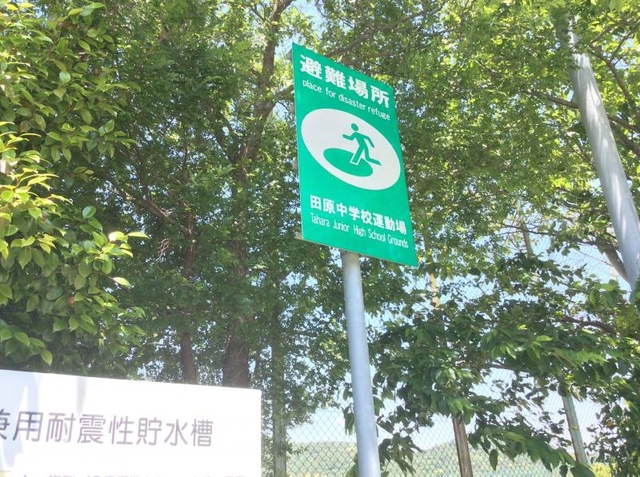 避難場所
place for disaster refuge
田原中学校運動場
Tahara Junior High School Grounds
兼用耐震性貯水槽